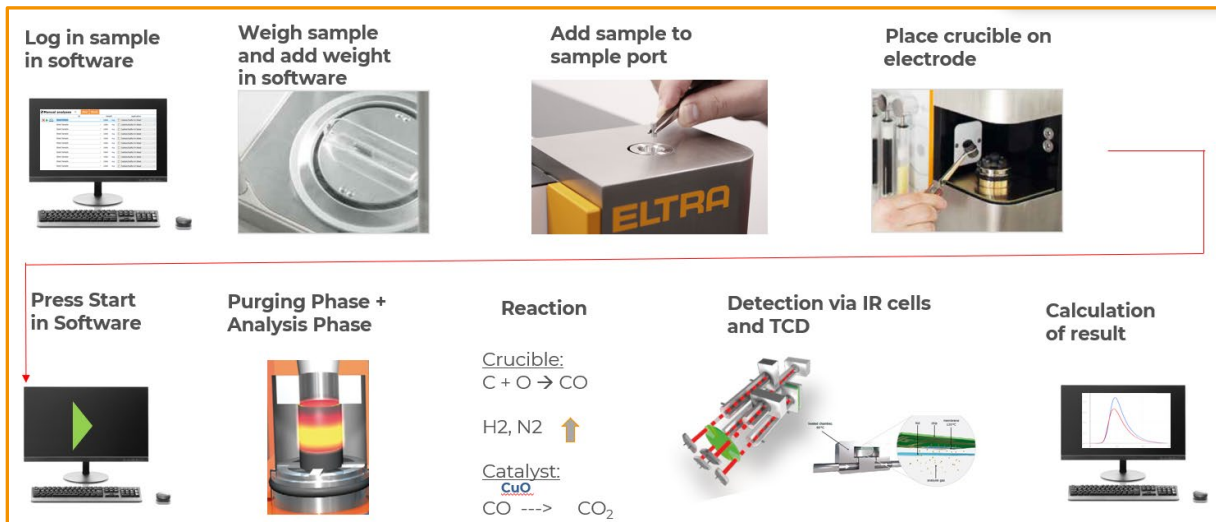 Log in sample
in software
Weigh sample
and add weight
in software
Add sample to
sample port
Place crucible on
electrode
ELTRA
Press Start
in Software
Purging Phase +
Analysis Phase
Reaction
Crucible:
C + O → CO
H2, N2
Catalyst:
CuO
CO ---> CO₂
Detection via IR cells
and TCD
Calculation
of result